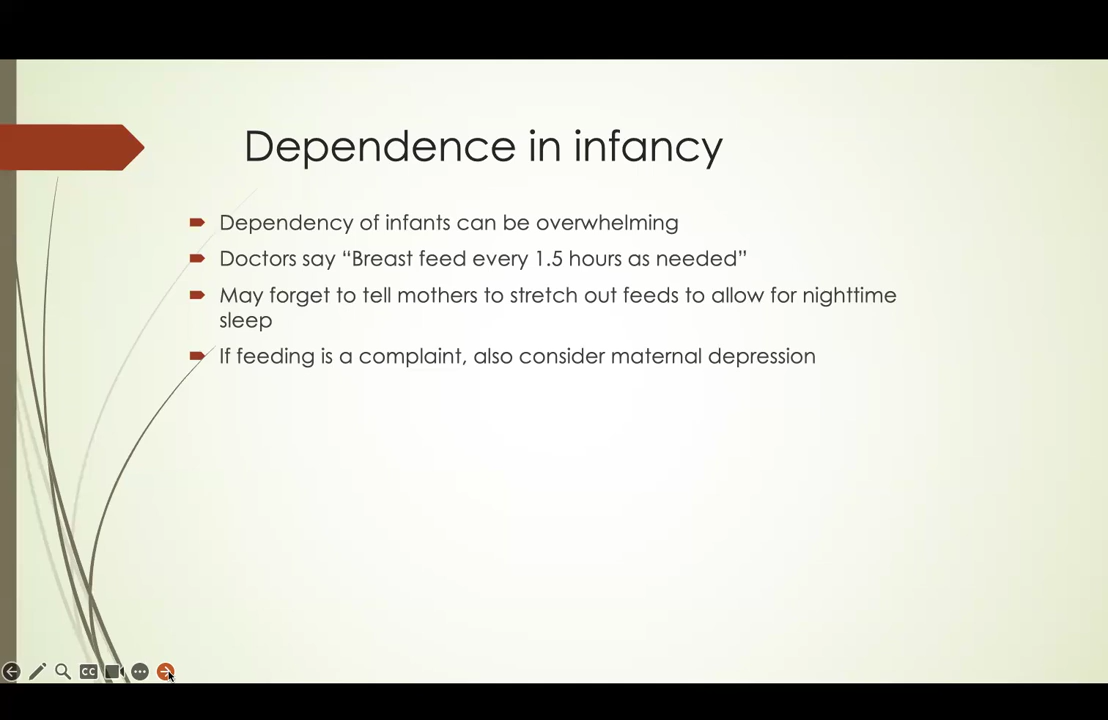 Dependence in infancy
Dependency of infants can be overwhelming
Doctors say “Breast feed every 1.5 hours as needed”
May forget to tell mothers to stretch out feeds to allow for nighttime
sleep
If feeding is a complaint, also consider maternal depression
CC